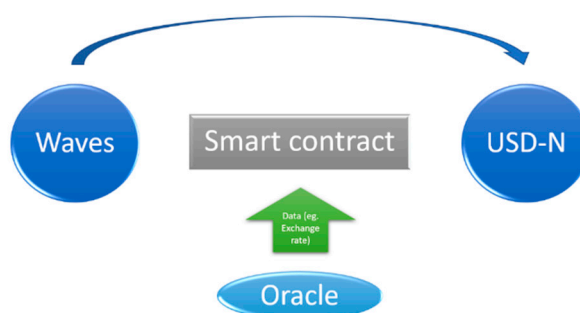 Waves
Smart contract
USD-N
Data (eg.
Exchange
rate)
Oracle